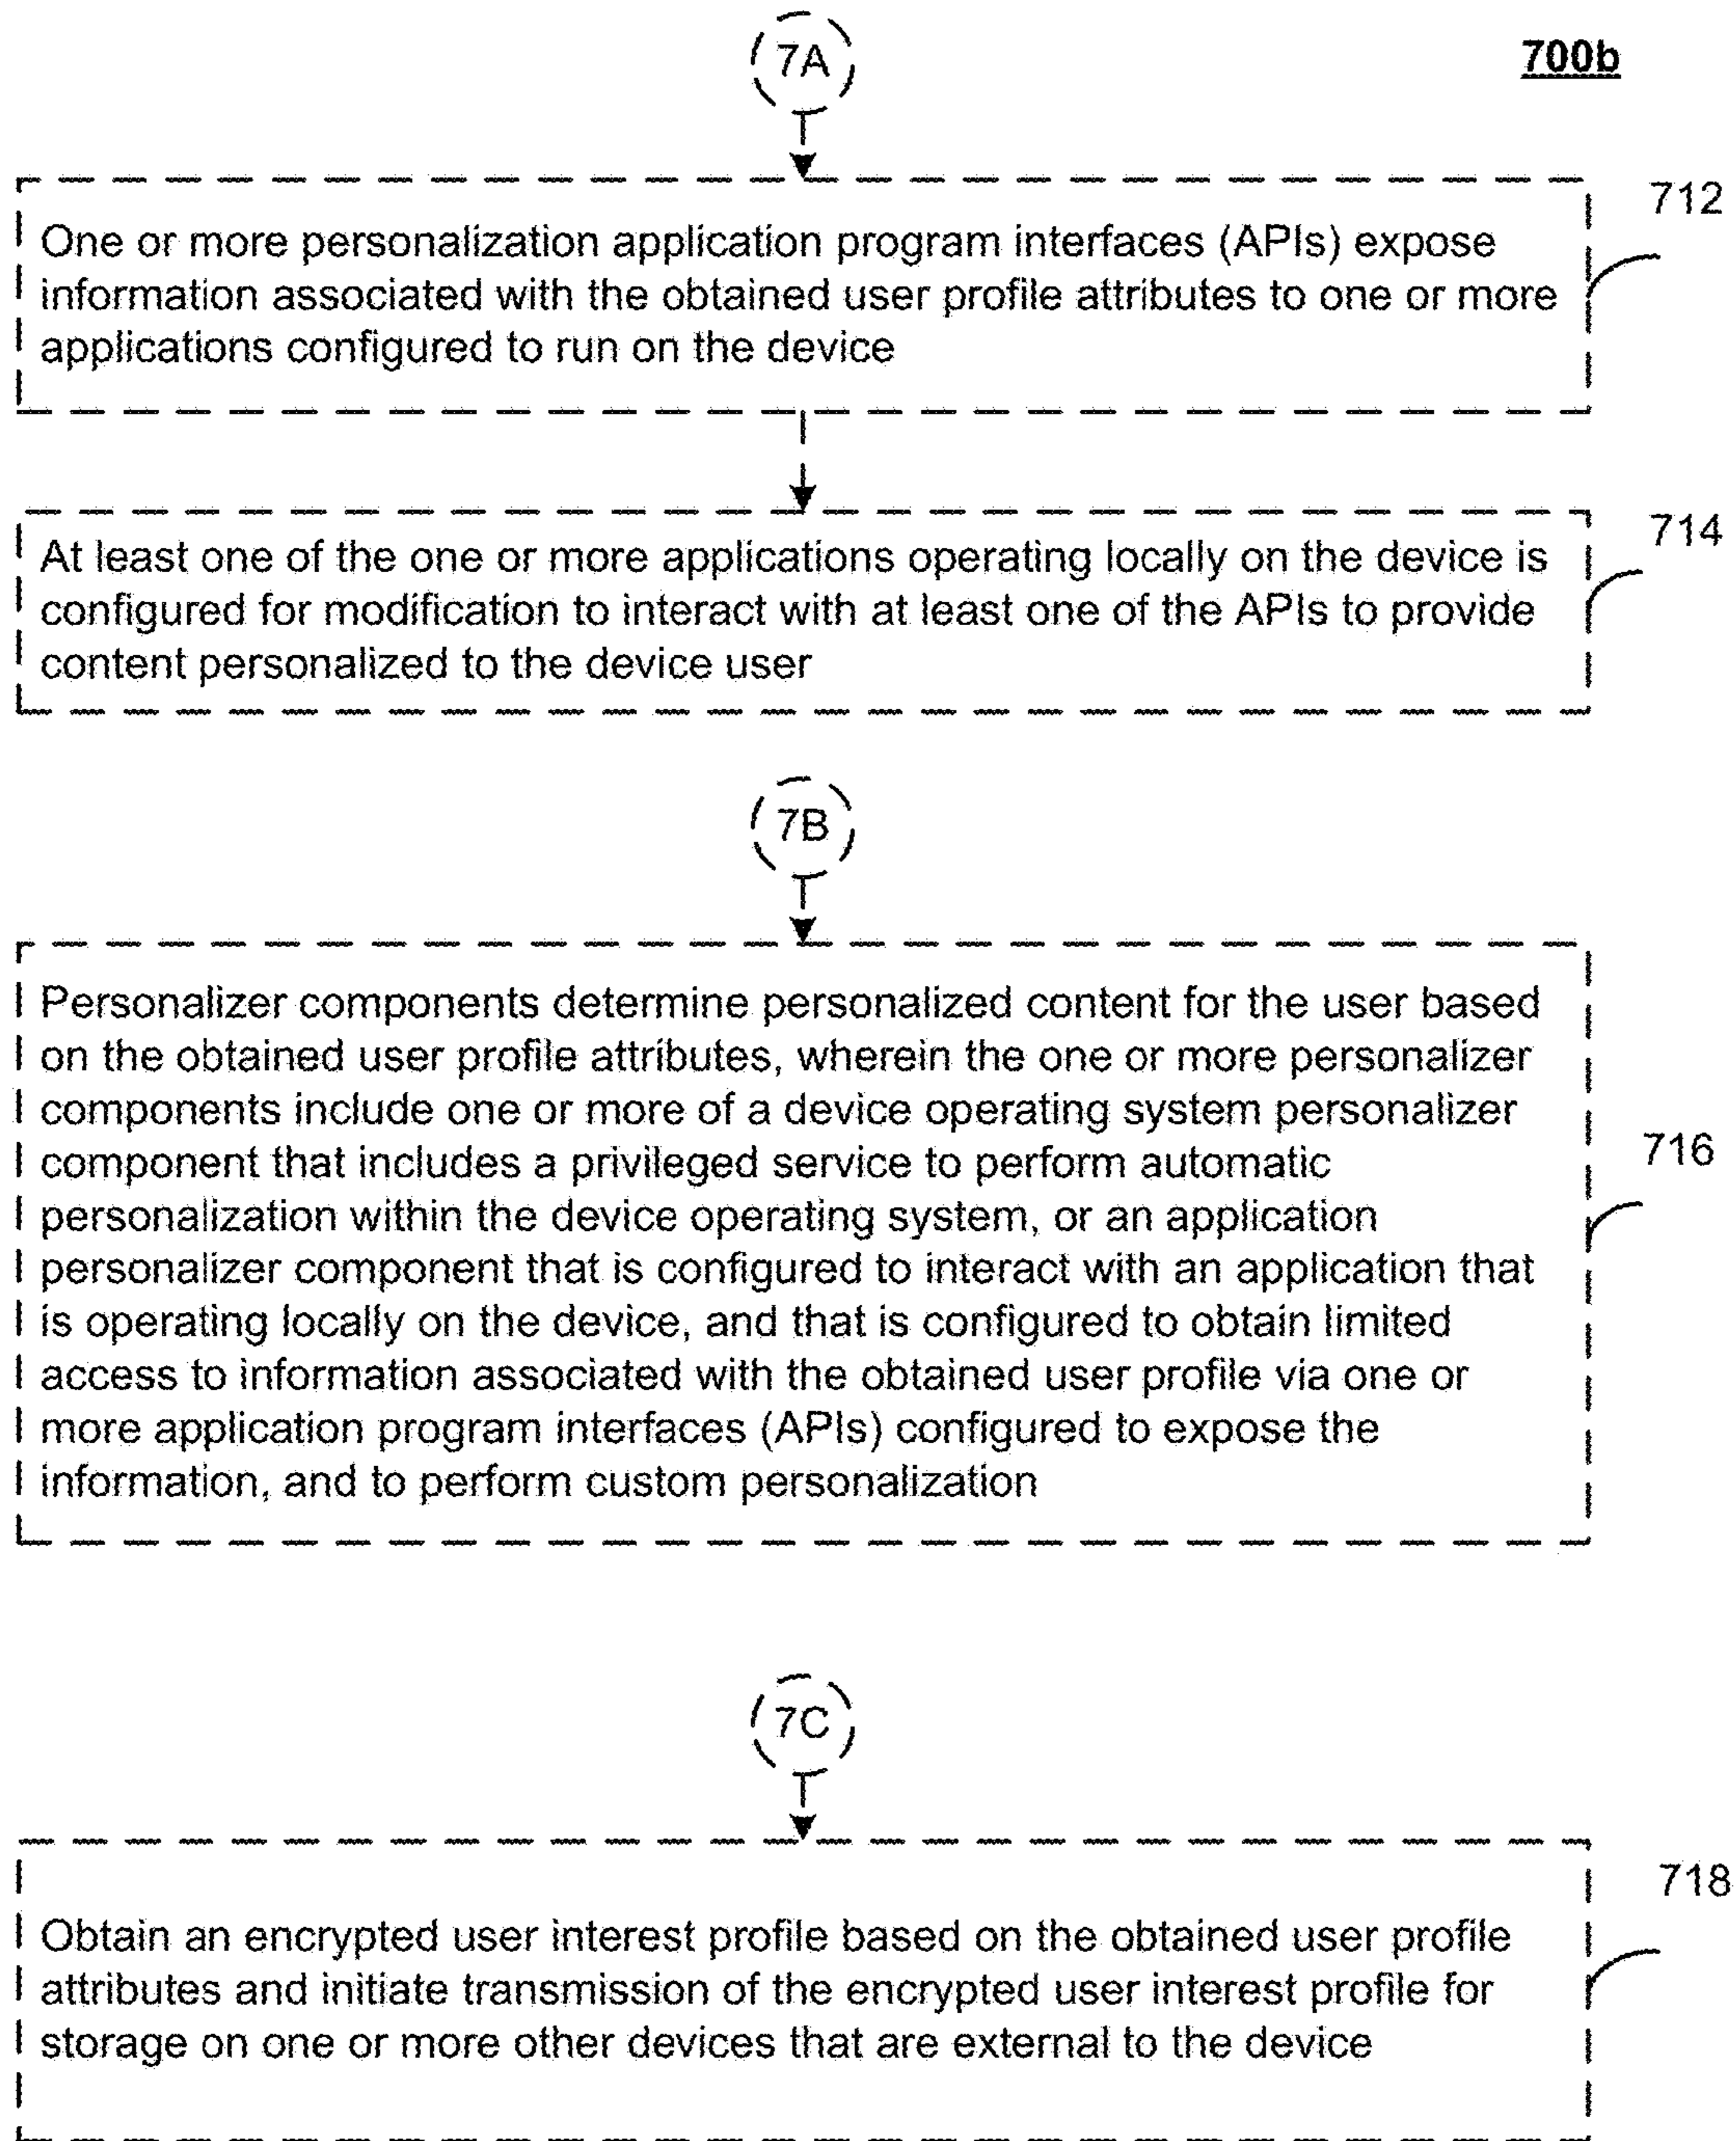 7A
700b
712
One or more personalization application program interfaces (APIs) expose
information associated with the obtained user profile attributes to one or more
applications configured to run on the device
714
At least one of the one or more applications operating locally on the device is
configured for modification to interact with at least one of the APIs to provide
content personalized to the device user
7B
Personalizer components determine personalized content for the user based
on the obtained user profile attributes, wherein the one or more personalizer
components include one or more of a device operating system personalizer
component that includes a privileged service to perform automatic
716
personalization within the device operating system, or an application
personalizer component that is configured to interact with an application that
is operating locally on the device, and that is configured to obtain limited
access to information associated with the obtained user profile via one or
more application program interfaces (APIs) configured to expose the
information, and to perform custom personalization
7C
718
Obtain an encrypted user interest profile based on the obtained user profile
attributes and initiate transmission of the encrypted user interest profile for
storage on one or more other devices that are external to the device